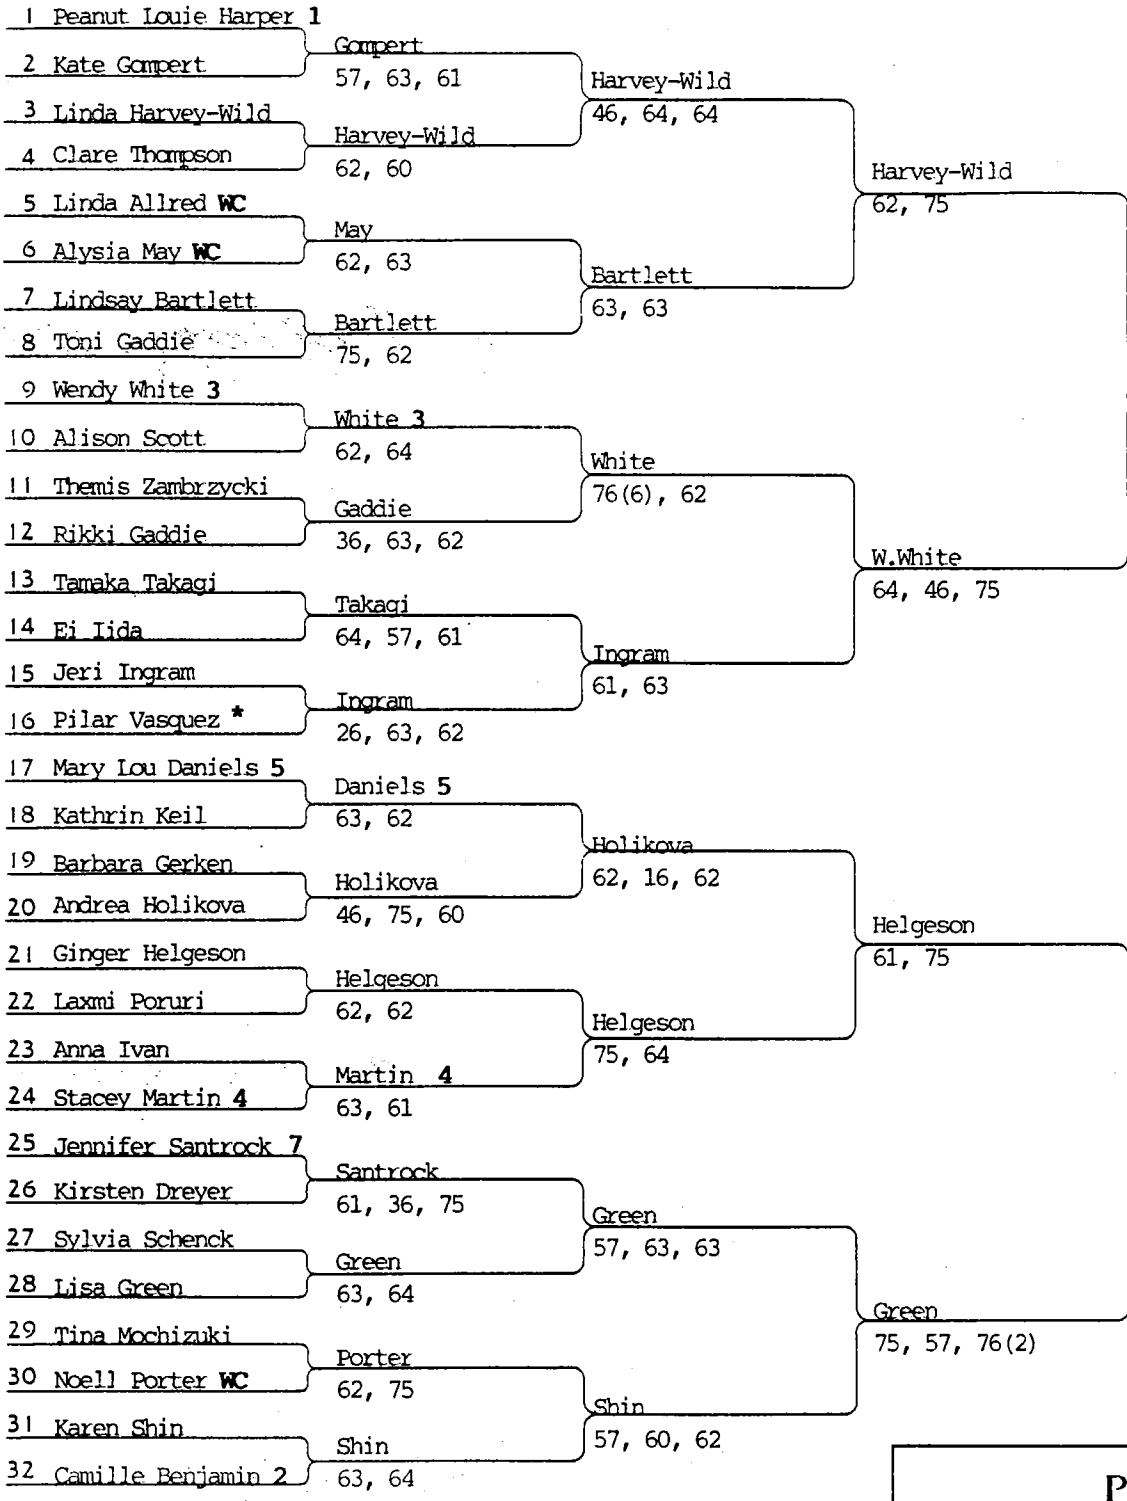 1 Peanut Louie Harper 1
2 Kate Gompert
3 Linda Harvey-Wild
4 Clare Thompson
5 Linda Allred WC
6 Alysia May WC
7 Lindsay Bartlett
8 Toni Gaddie
9 Wendy White 3
10 Alison Scott
11 Themis Zambrzycki
12 Rikki Gaddie
13 Tamaka Takagi
14 Ei Iida
15 Jeri Ingram
16 Pilar Vasquez *
17 Mary Lou Daniels 5
18 Kathrin Keil
19 Barbara Gerken
20 Andrea Holikova
21 Ginger Helgeson
22 Laxmi Poruri
23 Anna Ivan
24 Stacey Martin 4
25 Jennifer Santrock 7
26 Kirsten Dreyer
27 Sylvia Schenck
28 Lisa Green
29 Tina Mochizuki
30 Noell Porter WC
31 Karen Shin
32 Camille Benjamin 2
Gompert
57, 63, 61
Harvey-Wild
62, 60
May
62, 63
Bartlett
75, 62
White 3
62, 64
Gaddie
36, 63, 62
Takagi
64, 57, 61
Ingram
26, 63, 62
Daniels 5
63, 62
Holikova
46, 75, 60
Helgeson
62, 62
Martin 4
63, 61
Santrock
61, 36, 75
Green
63, 64
Porter
62, 75
Shin
63, 64
Harvey-Wild
46, 64, 64
Bartlett
63, 63
White
76(6), 62
Ingram
61, 63
Holikova
62, 16, 62
Helgeson
75, 64
Green
57, 63, 63
Shin
57, 60, 62
Harvey-Wild
62, 75
W.White
64, 46, 75
Helgeson
61, 75
Green
75, 57, 76(2)
P